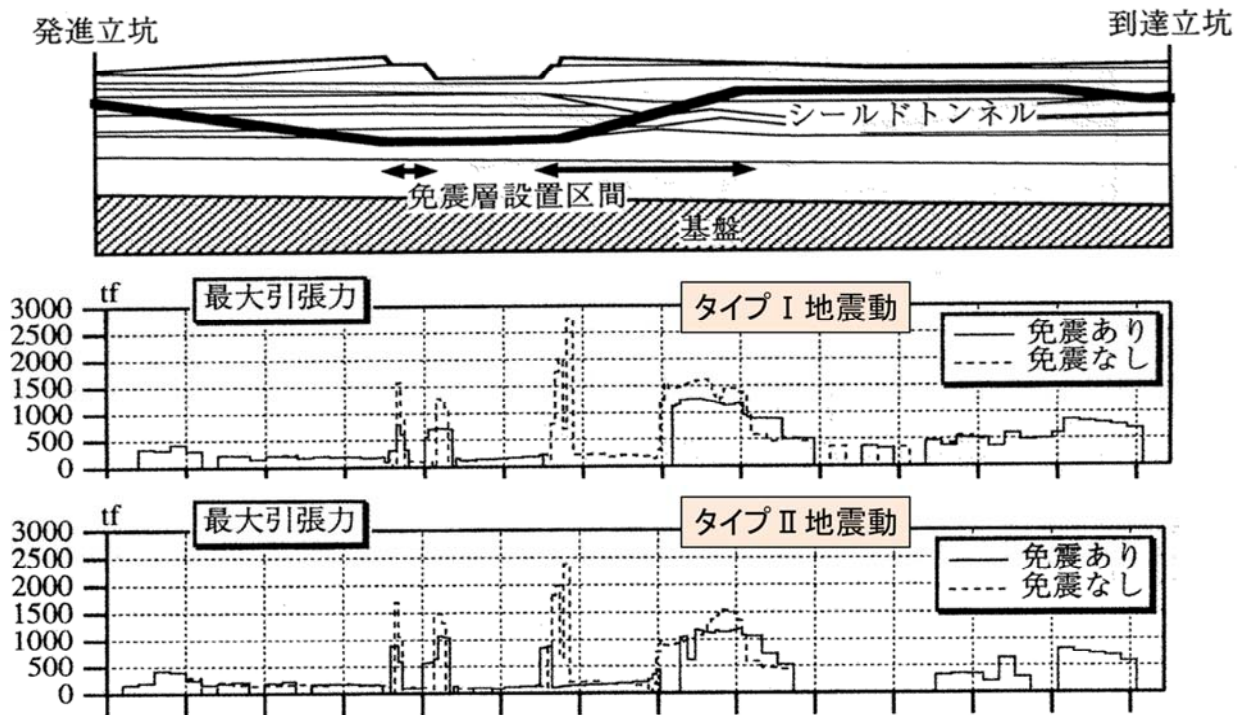 発進立坑
到達立坑
シールドトンネル
免震層設置区間
基盤
tf
最大引張力
タイプⅠ地震動
免震あり
免震なし
3000
2500
2000
1500
1000
500
0
tf
最大引張力
タイプⅡ地震動
免震あり
免震なし
3000
2500
2000
1500
1000
500
0